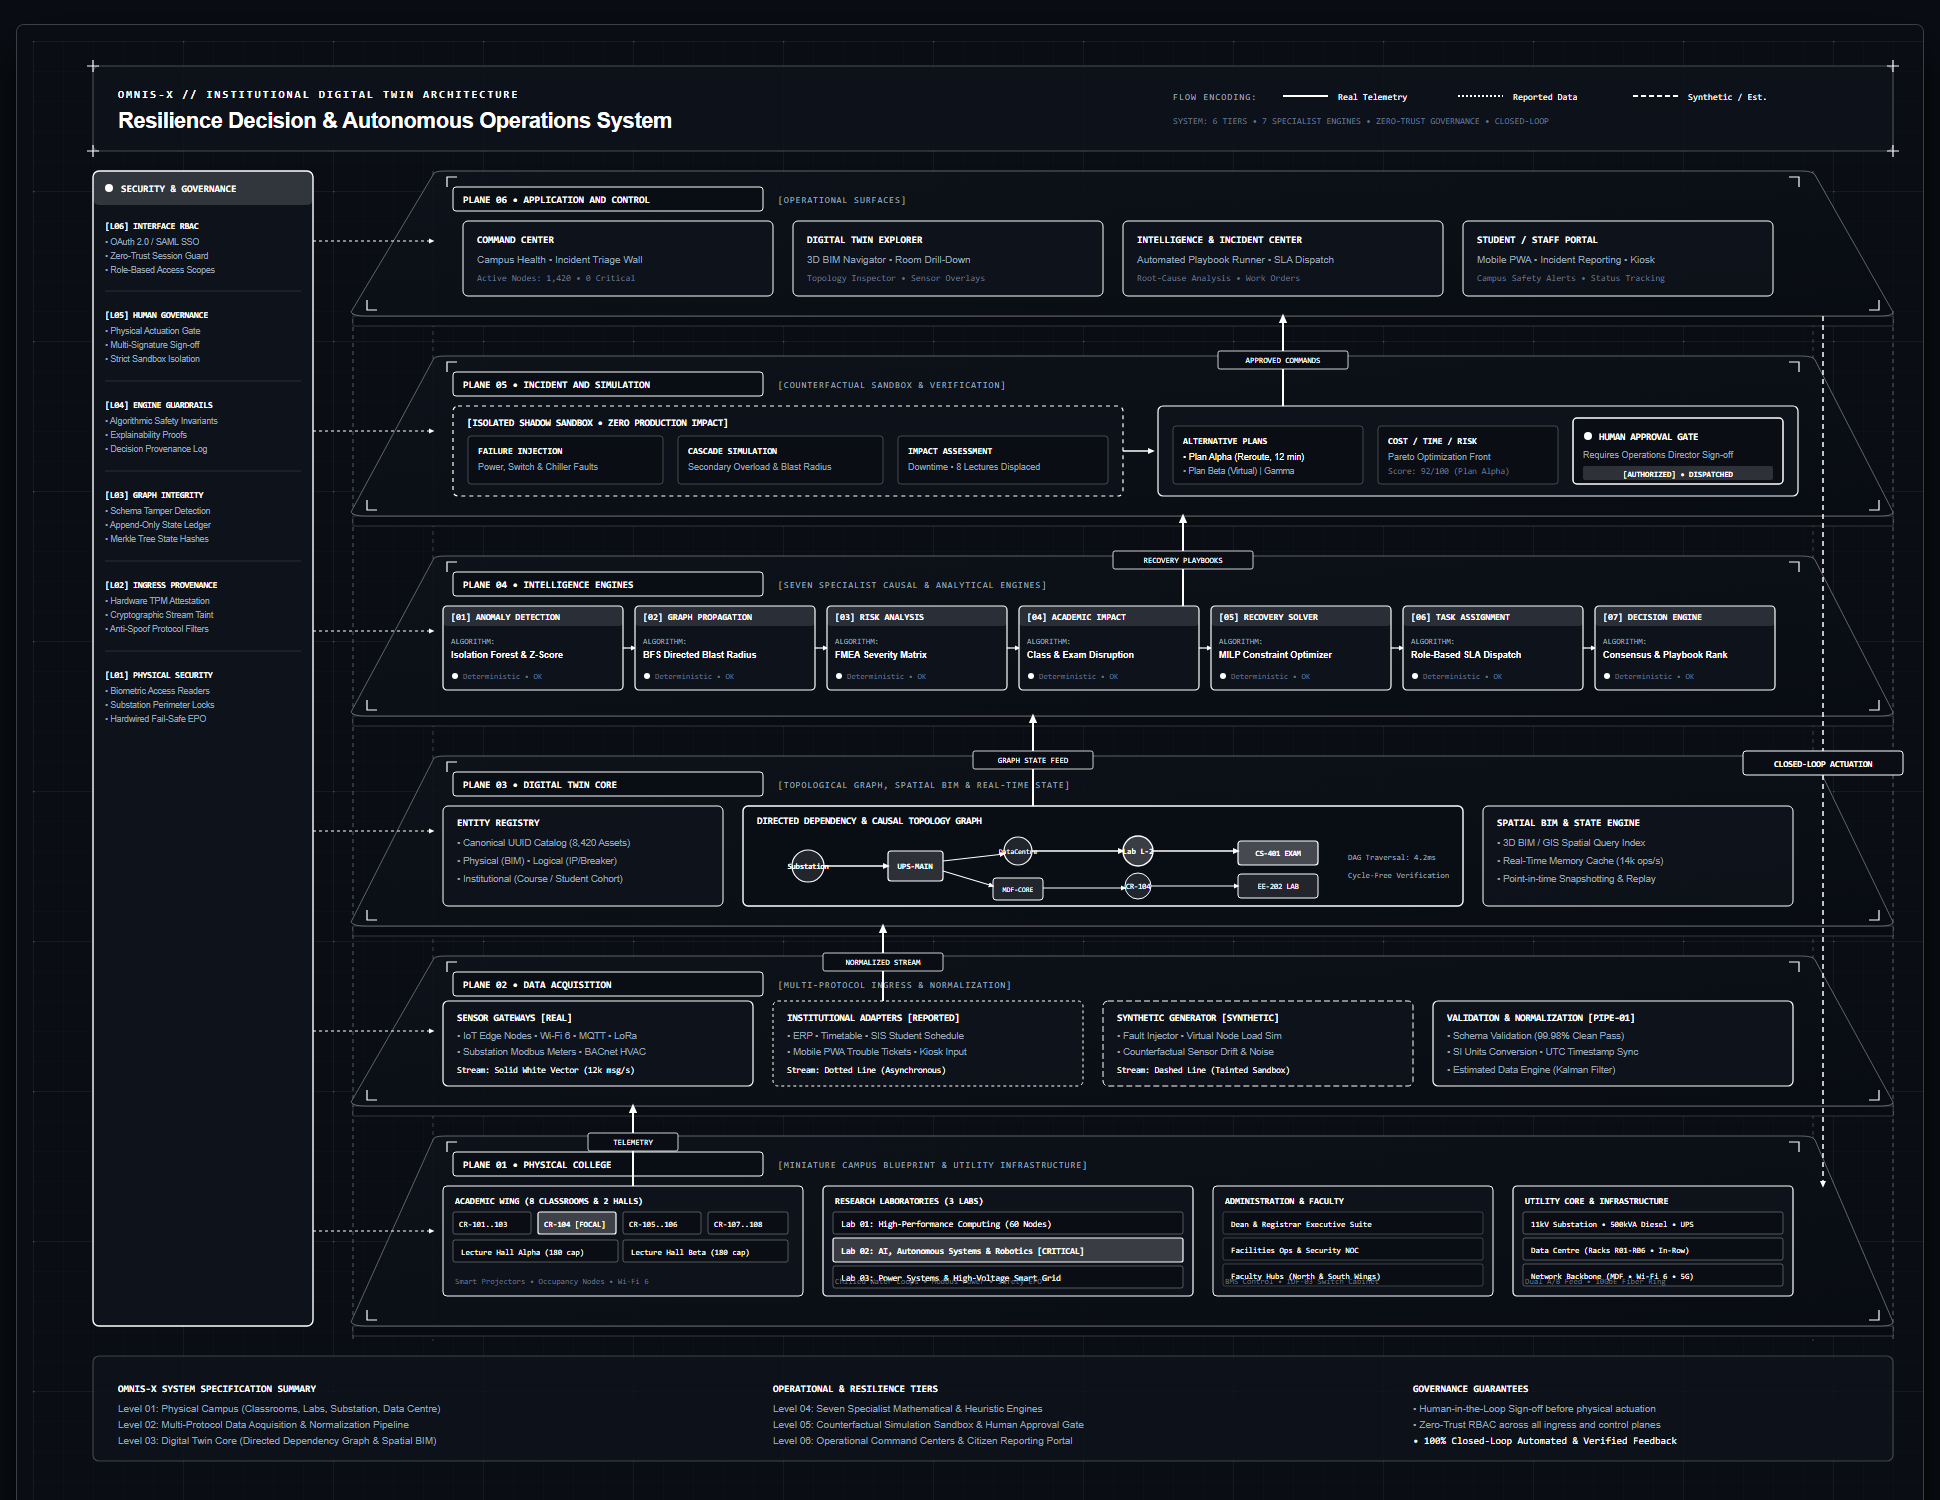 OMNIS-X // INSTITUTIONAL DIGITAL TWIN ARCHITECTURE
Resilience Decision & Autonomous Operations System
FLOW ENCODING:
Real Telemetry
Reported Data
Synthetic / Est.
SYSTEM: 6 TIERS • 7 SPECIALIST ENGINES • ZERO-TRUST GOVERNANCE • CLOSED-LOOP
SECURITY & GOVERNANCE
[L06] INTERFACE RBAC
• OAuth 2.0 / SAML SSO
• Zero-Trust Session Guard
• Role-Based Access Scopes
[L05] HUMAN GOVERNANCE
• Physical Actuation Gate
• Multi-Signature Sign-off
• Strict Sandbox Isolation
[L04] ENGINE GUARDRAILS
• Algorithmic Safety Invariants
• Explainability Proofs
• Decision Provenance Log
[L03] GRAPH INTEGRITY
• Schema Tamper Detection
• Append-Only State Ledger
• Merkle Tree State Hashes
[L02] INGRESS PROVENANCE
• Hardware TPM Attestation
• Cryptographic Stream Taint
• Anti-Spoof Protocol Filters
[L01] PHYSICAL SECURITY
• Biometric Access Readers
• Substation Perimeter Locks
• Hardwired Fail-Safe EPO
PLANE 06 • APPLICATION AND CONTROL
[OPERATIONAL SURFACES]
COMMAND CENTER
Campus Health • Incident Triage Wall
Active Nodes: 1,420 • 0 Critical
DIGITAL TWIN EXPLORER
3D BIM Navigator • Room Drill-Down
Topology Inspector • Sensor Overlays
INTELLIGENCE & INCIDENT CENTER
Automated Playbook Runner • SLA Dispatch
Root-Cause Analysis • Work Orders
STUDENT / STAFF PORTAL
Mobile PWA • Incident Reporting • Kiosk
Campus Safety Alerts • Status Tracking
APPROVED COMMANDS
PLANE 05 • INCIDENT AND SIMULATION
[COUNTERFACTUAL SANDBOX & VERIFICATION]
[ISOLATED SHADOW SANDBOX • ZERO PRODUCTION IMPACT]
FAILURE INJECTION
Power, Switch & Chiller Faults
CASCADE SIMULATION
Secondary Overload & Blast Radius
IMPACT ASSESSMENT
Downtime • 8 Lectures Displaced
ALTERNATIVE PLANS
• Plan Alpha (Reroute, 12 min)
• Plan Beta (Virtual) | Gamma
COST / TIME / RISK
Pareto Optimization Front
Score: 92/100 (Plan Alpha)
HUMAN APPROVAL GATE
Requires Operations Director Sign-off
[AUTHORIZED] • DISPATCHED
RECOVERY PLAYBOOKS
PLANE 04 • INTELLIGENCE ENGINES
[SEVEN SPECIALIST CAUSAL & ANALYTICAL ENGINES]
[01] ANOMALY DETECTION
ALGORITHM:
Isolation Forest & Z-Score
Deterministic • OK
[02] GRAPH PROPAGATION
ALGORITHM:
BFS Directed Blast Radius
Deterministic • OK
[03] RISK ANALYSIS
ALGORITHM:
FMEA Severity Matrix
Deterministic • OK
[04] ACADEMIC IMPACT
ALGORITHM:
Class & Exam Disruption
Deterministic • OK
[05] RECOVERY SOLVER
ALGORITHM:
MILP Constraint Optimizer
Deterministic • OK
[06] TASK ASSIGNMENT
ALGORITHM:
Role-Based SLA Dispatch
Deterministic • OK
[07] DECISION ENGINE
ALGORITHM:
Consensus & Playbook Rank
Deterministic • OK
GRAPH STATE FEED
CLOSED-LOOP ACTUATION
PLANE 03 • DIGITAL TWIN CORE
[TOPOLOGICAL GRAPH, SPATIAL BIM & REAL-TIME STATE]
ENTITY REGISTRY
• Canonical UUID Catalog (8,420 Assets)
• Physical (BIM) • Logical (IP/Breaker)
• Institutional (Course / Student Cohort)
DIRECTED DEPENDENCY & CAUSAL TOPOLOGY GRAPH
Substation
UPS-MAIN
DataCentre
MDF-CORE
Lab L-2
CR-104
CS-401 EXAM
EE-202 LAB
DAG Traversal: 4.2ms
Cycle-Free Verification
SPATIAL BIM & STATE ENGINE
• 3D BIM / GIS Spatial Query Index
• Real-Time Memory Cache (14k ops/s)
• Point-in-time Snapshotting & Replay
NORMALIZED STREAM
PLANE 02 • DATA ACQUISITION
[MULTI-PROTOCOL INGRESS & NORMALIZATION]
SENSOR GATEWAYS [REAL]
• IoT Edge Nodes • Wi-Fi 6 • MQTT • LoRa
• Substation Modbus Meters • BACnet HVAC
Stream: Solid White Vector (12k msg/s)
INSTITUTIONAL ADAPTERS [REPORTED]
• ERP • Timetable • SIS Student Schedule
• Mobile PWA Trouble Tickets • Kiosk Input
Stream: Dotted Line (Asynchronous)
SYNTHETIC GENERATOR [SYNTHETIC]
• Fault Injector • Virtual Node Load Sim
• Counterfactual Sensor Drift & Noise
Stream: Dashed Line (Tainted Sandbox)
VALIDATION & NORMALIZATION [PIPE-01]
• Schema Validation (99.98% Clean Pass)
• SI Units Conversion • UTC Timestamp Sync
• Estimated Data Engine (Kalman Filter)
TELEMETRY
PLANE 01 • PHYSICAL COLLEGE
[MINIATURE CAMPUS BLUEPRINT & UTILITY INFRASTRUCTURE]
ACADEMIC WING (8 CLASSROOMS & 2 HALLS)
CR-101..103
CR-104 [FOCAL]
CR-105..106
CR-107..108
Lecture Hall Alpha (180 cap)
Lecture Hall Beta (180 cap)
Smart Projectors • Occupancy Nodes • Wi-Fi 6
RESEARCH LABORATORIES (3 LABS)
Lab 01: High-Performance Computing (60 Nodes)
Lab 02: AI, Autonomous Systems & Robotics [CRITICAL]
Lab 03: Power Systems & High-Voltage Smart Grid
ADMINISTRATION & FACULTY
Dean & Registrar Executive Suite
Facilities Ops & Security NOC
Faculty Hubs (North & South Wings)
UTILITY CORE & INFRASTRUCTURE
11kV Substation • 500kVA Diesel • UPS
Data Centre (Racks R01-R06 • In-Row)
Network Backbone (MDF • Wi-Fi 6 • 5G)
OMNIS-X SYSTEM SPECIFICATION SUMMARY
Level 01: Physical Campus (Classrooms, Labs, Substation, Data Centre)
Level 02: Multi-Protocol Data Acquisition & Normalization Pipeline
Level 03: Digital Twin Core (Directed Dependency Graph & Spatial BIM)
OPERATIONAL & RESILIENCE TIERS
Level 04: Seven Specialist Mathematical & Heuristic Engines
Level 05: Counterfactual Simulation Sandbox & Human Approval Gate
Level 06: Operational Command Centers & Citizen Reporting Portal
GOVERNANCE GUARANTEES
• Human-in-the-Loop Sign-off before physical actuation
• Zero-Trust RBAC across all ingress and control planes
• 100% Closed-Loop Automated & Verified Feedback